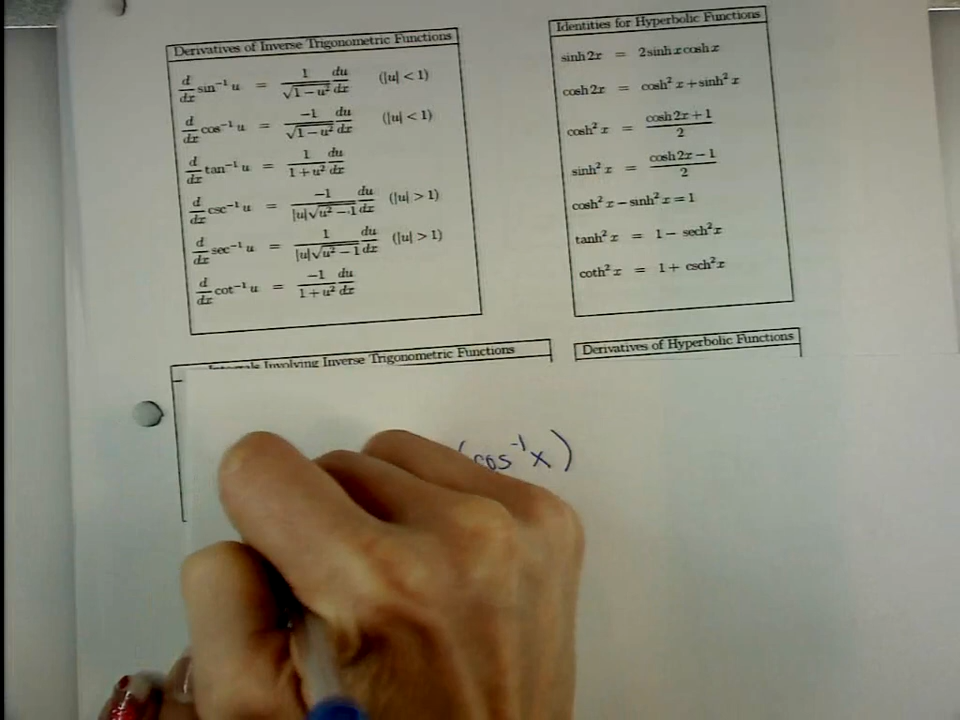 Derivatives of Inverse Trigonometric Functions
d/dx sin⁻¹ u = 1/√(1 − u²) du/dx (|u| < 1)
d/dx cos⁻¹ u = −1/√(1 − u²) du/dx (|u| < 1)
d/dx tan⁻¹ u = 1/(1 + u²) du/dx
d/dx csc⁻¹ u = −1/(|u|√(u² − 1)) du/dx (|u| > 1)
d/dx sec⁻¹ u = 1/(|u|√(u² − 1)) du/dx (|u| > 1)
d/dx cot⁻¹ u = −1/(1 + u²) du/dx
Identities for Hyperbolic Functions
sinh 2x = 2 sinh x cosh x
cosh 2x = cosh² x + sinh² x
cosh² x = (cosh 2x + 1)/2
sinh² x = (cosh 2x − 1)/2
cosh² x − sinh² x = 1
tanh² x = 1 − sech² x
coth² x = 1 + csch² x
Integrals Involving Inverse Trigonometric Functions
Derivatives of Hyperbolic Functions
(cos⁻¹x)